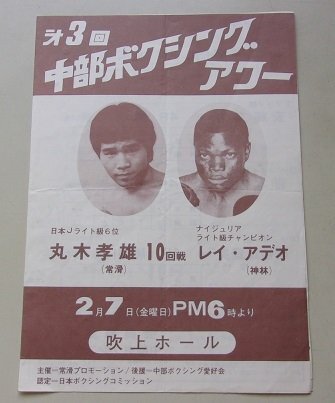 才3回
中部ボクシング
アワー
日本Jライト級6位
丸木孝雄
(常滑)
10回戦
ナイジュリア
ライト級チャンピオン
レイ・アデオ
(神林)
2月7日(金曜日)PM6時より
吹上ホール
主催ー常滑プロモーション/後援ー中部ボクシング愛好会
認定ー日本ボクシングコミッション